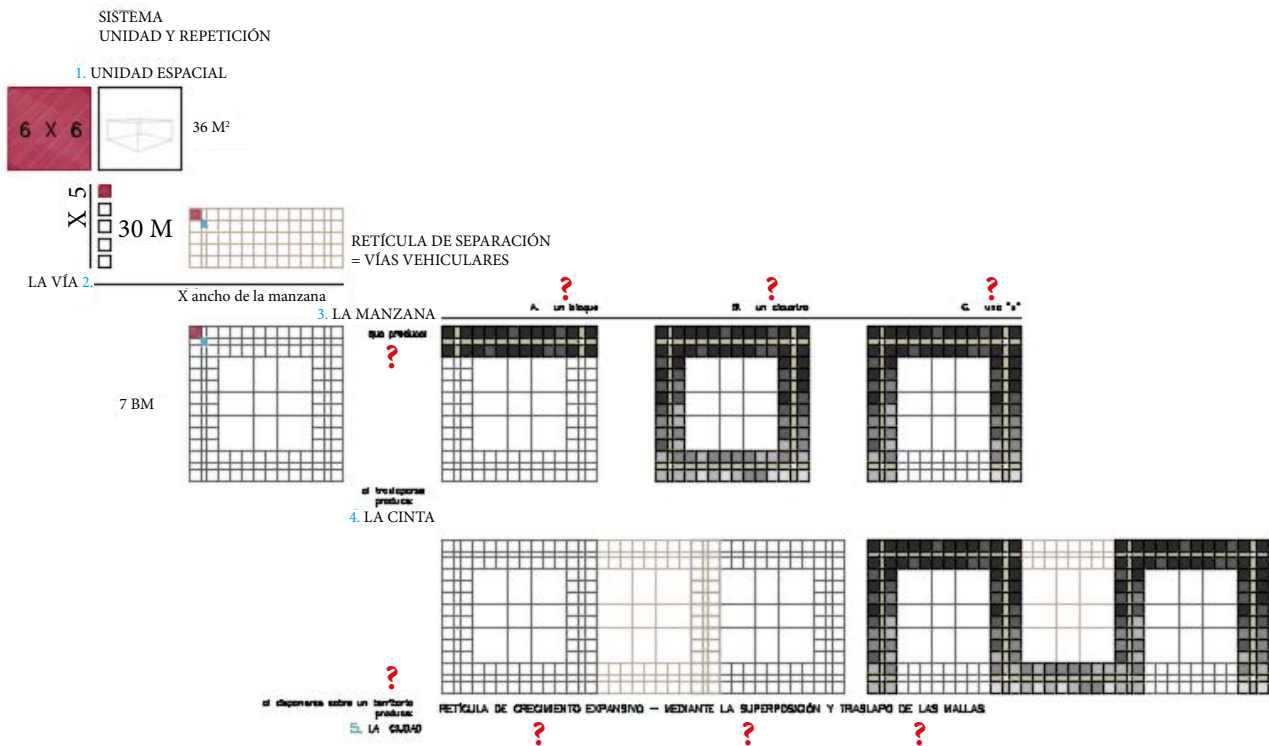 SISTEMA
UNIDAD Y REPETICIÓN
1. UNIDAD ESPACIAL
6 X 6
36 M²
X 5
30 M
RETÍCULA DE SEPARACIÓN
= VÍAS VEHICULARES
LA VÍA 2.
X ancho de la manzana
? ? ?
3. LA MANZANA
A. un bloque
B. un claustro
C. una "u"
que produce:
?
7 BM
al traslaparse
produce:
4. LA CINTA
?
al disponerse sobre un territorio
produce:
5. LA CIUDAD
RETÍCULA DE CRECIMIENTO EXPANSIVO – MEDIANTE LA SUPERPOSICIÓN Y TRASLAPO DE LAS MALLAS
? ? ?